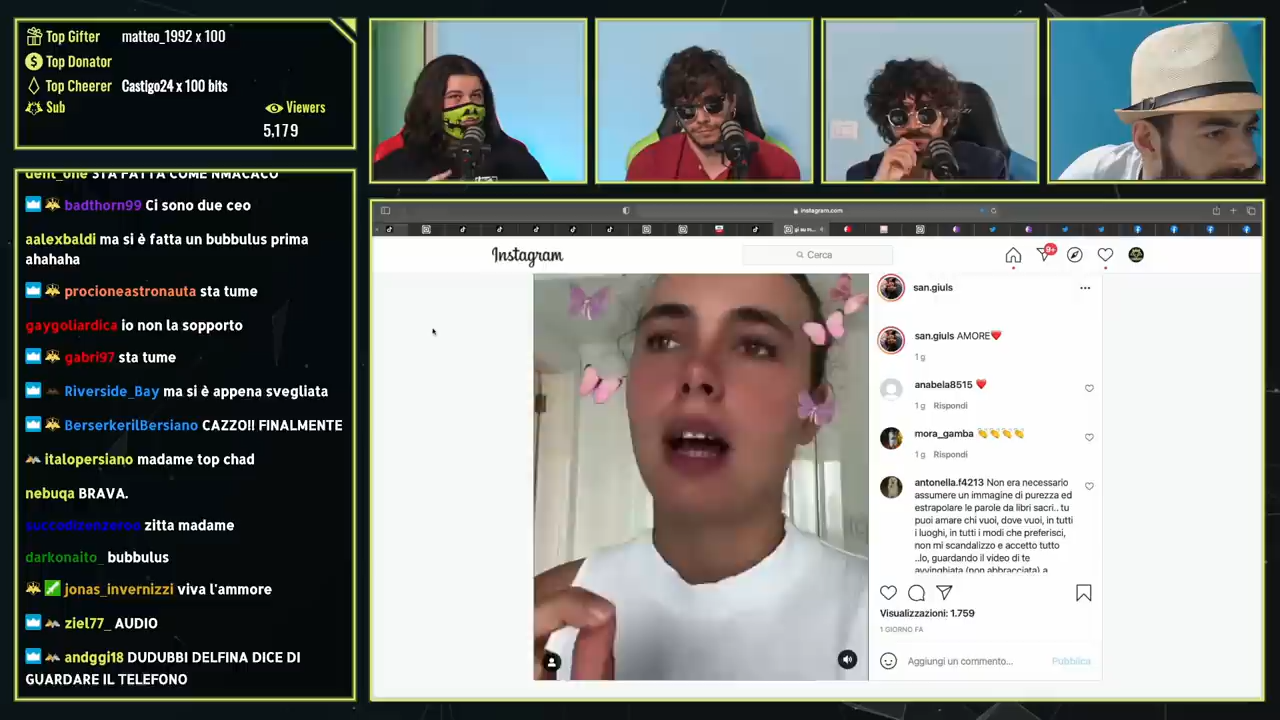 Top Gifter matteo_1992 x 100
Top Donator
Top Cheerer Castigo24 x 100 bits
Sub Viewers
5,179
dent_one STA FATTA COME NMACACO
badthorn99 Ci sono due ceo
aalexbaldi ma si è fatta un bubbulus prima
ahahaha
procioneastronauta sta tume
gaygoliardica io non la sopporto
gabri97 sta tume
Riverside_Bay ma si è appena svegliata
BerserkerilBersiano CAZZO!! FINALMENTE
italopersiano madame top chad
nebuqa BRAVA.
succodizenzeroo zitta madame
darkonaito_ bubbulus
jonas_invernizzi viva l'ammore
ziel77_ AUDIO
andggi18 DUDUBBI DELFINA DICE DI
GUARDARE IL TELEFONO
instagram.com
Instagram
Cerca
9+
san.giuls
san.giuls AMORE❤️
1 g
anabela8515 ❤️
1 g Rispondi
mora_gamba 👏👏👏👏
1 g Rispondi
antonella.f4213 Non era necessario
assumere un immagine di purezza ed
estrapolare le parole da libri sacri.. tu
puoi amare chi vuoi, dove vuoi, in tutti
i luoghi, in tutti i modi che preferisci,
non mi scandalizzo e accetto tutto
..Io, guardando il video di te
avvinghiata (non abbracciata) a
Visualizzazioni: 1.759
1 GIORNO FA
Aggiungi un commento...
Pubblica